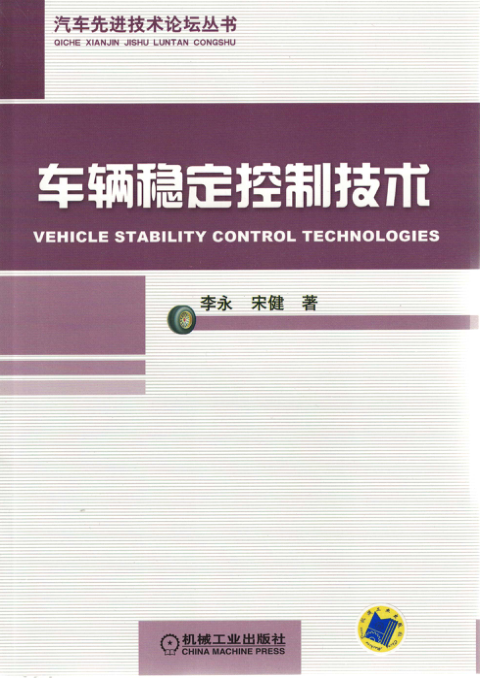 汽车先进技术论坛丛书
QICHE XIANJIN JISHU LUNTAN CONGSHU
车辆稳定控制技术
VEHICLE STABILITY CONTROL TECHNOLOGIES
李永 宋健 著
机械工业出版社
CHINA MACHINE PRESS